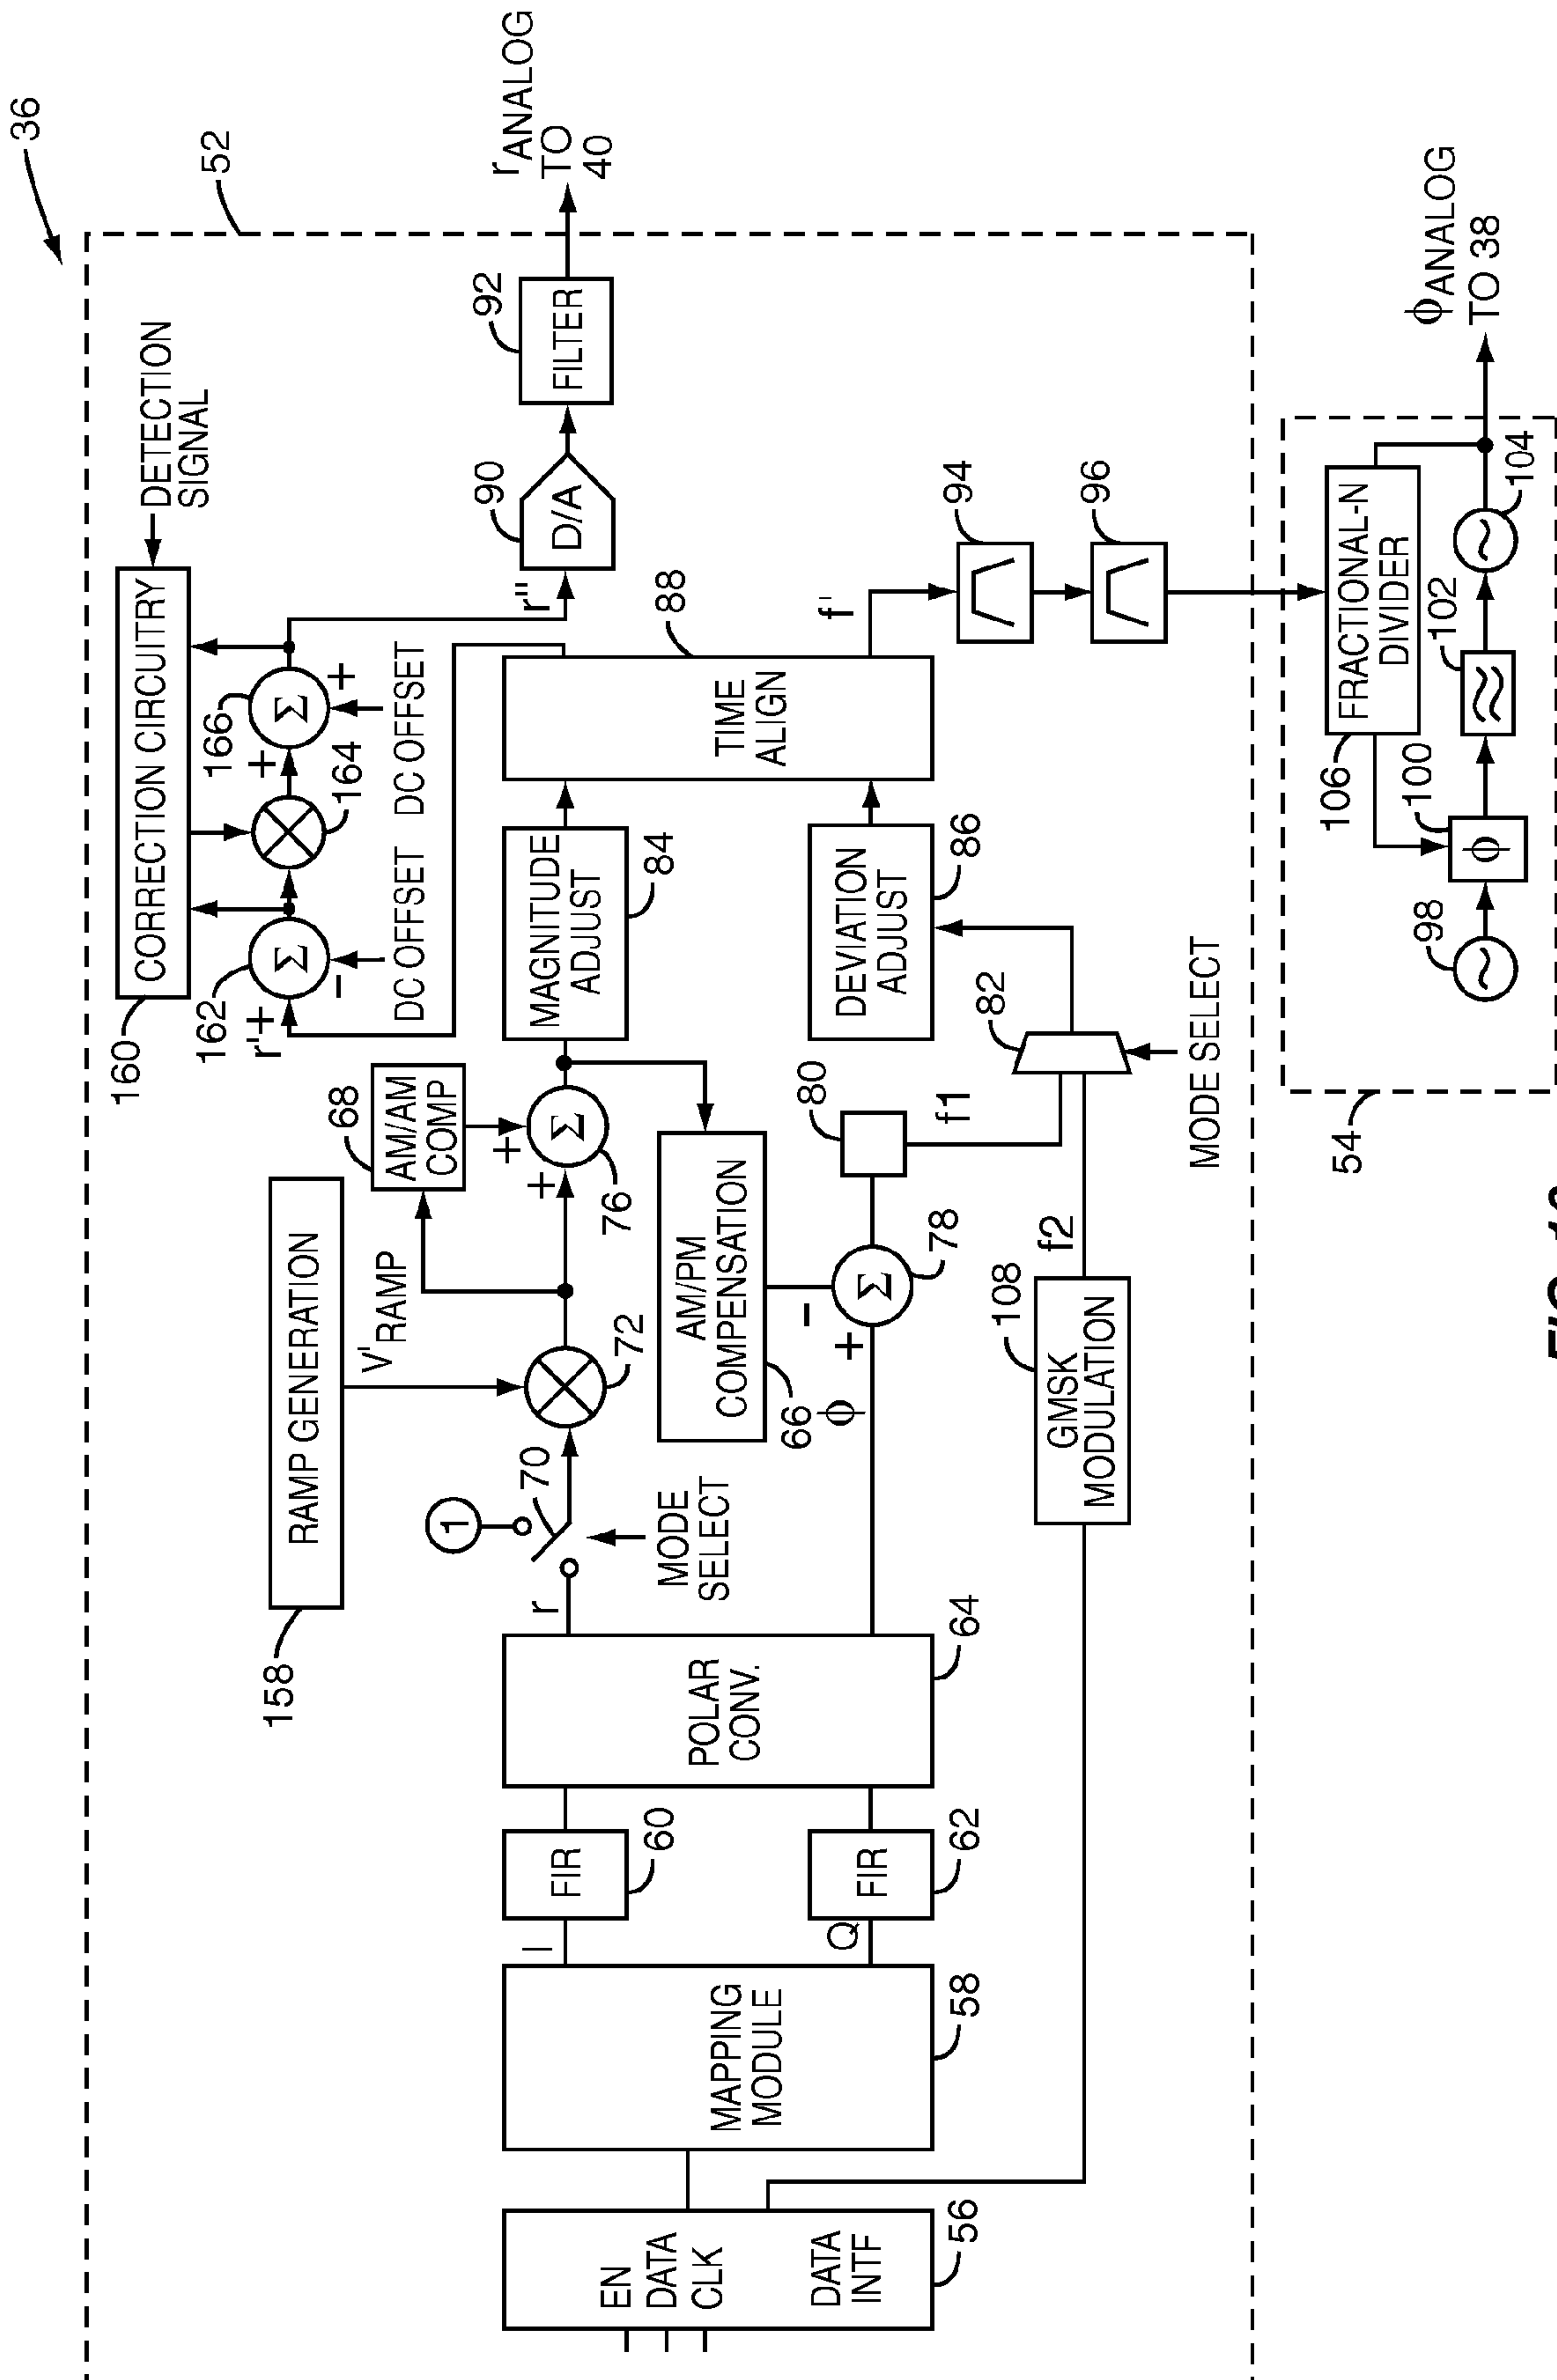 36
52
DETECTION
SIGNAL
160
CORRECTION CIRCUITRY
162
r'+
Σ
−
DC OFFSET
164
+
166
Σ
+
DC OFFSET
r"
90
D/A
92
FILTER
rANALOG
TO
40
158
RAMP GENERATION
V'RAMP
68
AM/AM
COMP
1
70
MODE
SELECT
r
72
+
+
Σ
76
MAGNITUDE
ADJUST
84
TIME
ALIGN
88
f'
94
96
EN
DATA
CLK
DATA
INTF
56
MAPPING
MODULE
58
I
Q
FIR
60
FIR
62
POLAR
CONV.
64
AM/PM
COMPENSATION
66
ϕ
−
+
Σ
78
80
f1
82
MODE SELECT
DEVIATION
ADJUST
86
GMSK
MODULATION
108
f2
54
98
ϕ
100
102
104
106
FRACTIONAL-N
DIVIDER
ϕANALOG
TO 38